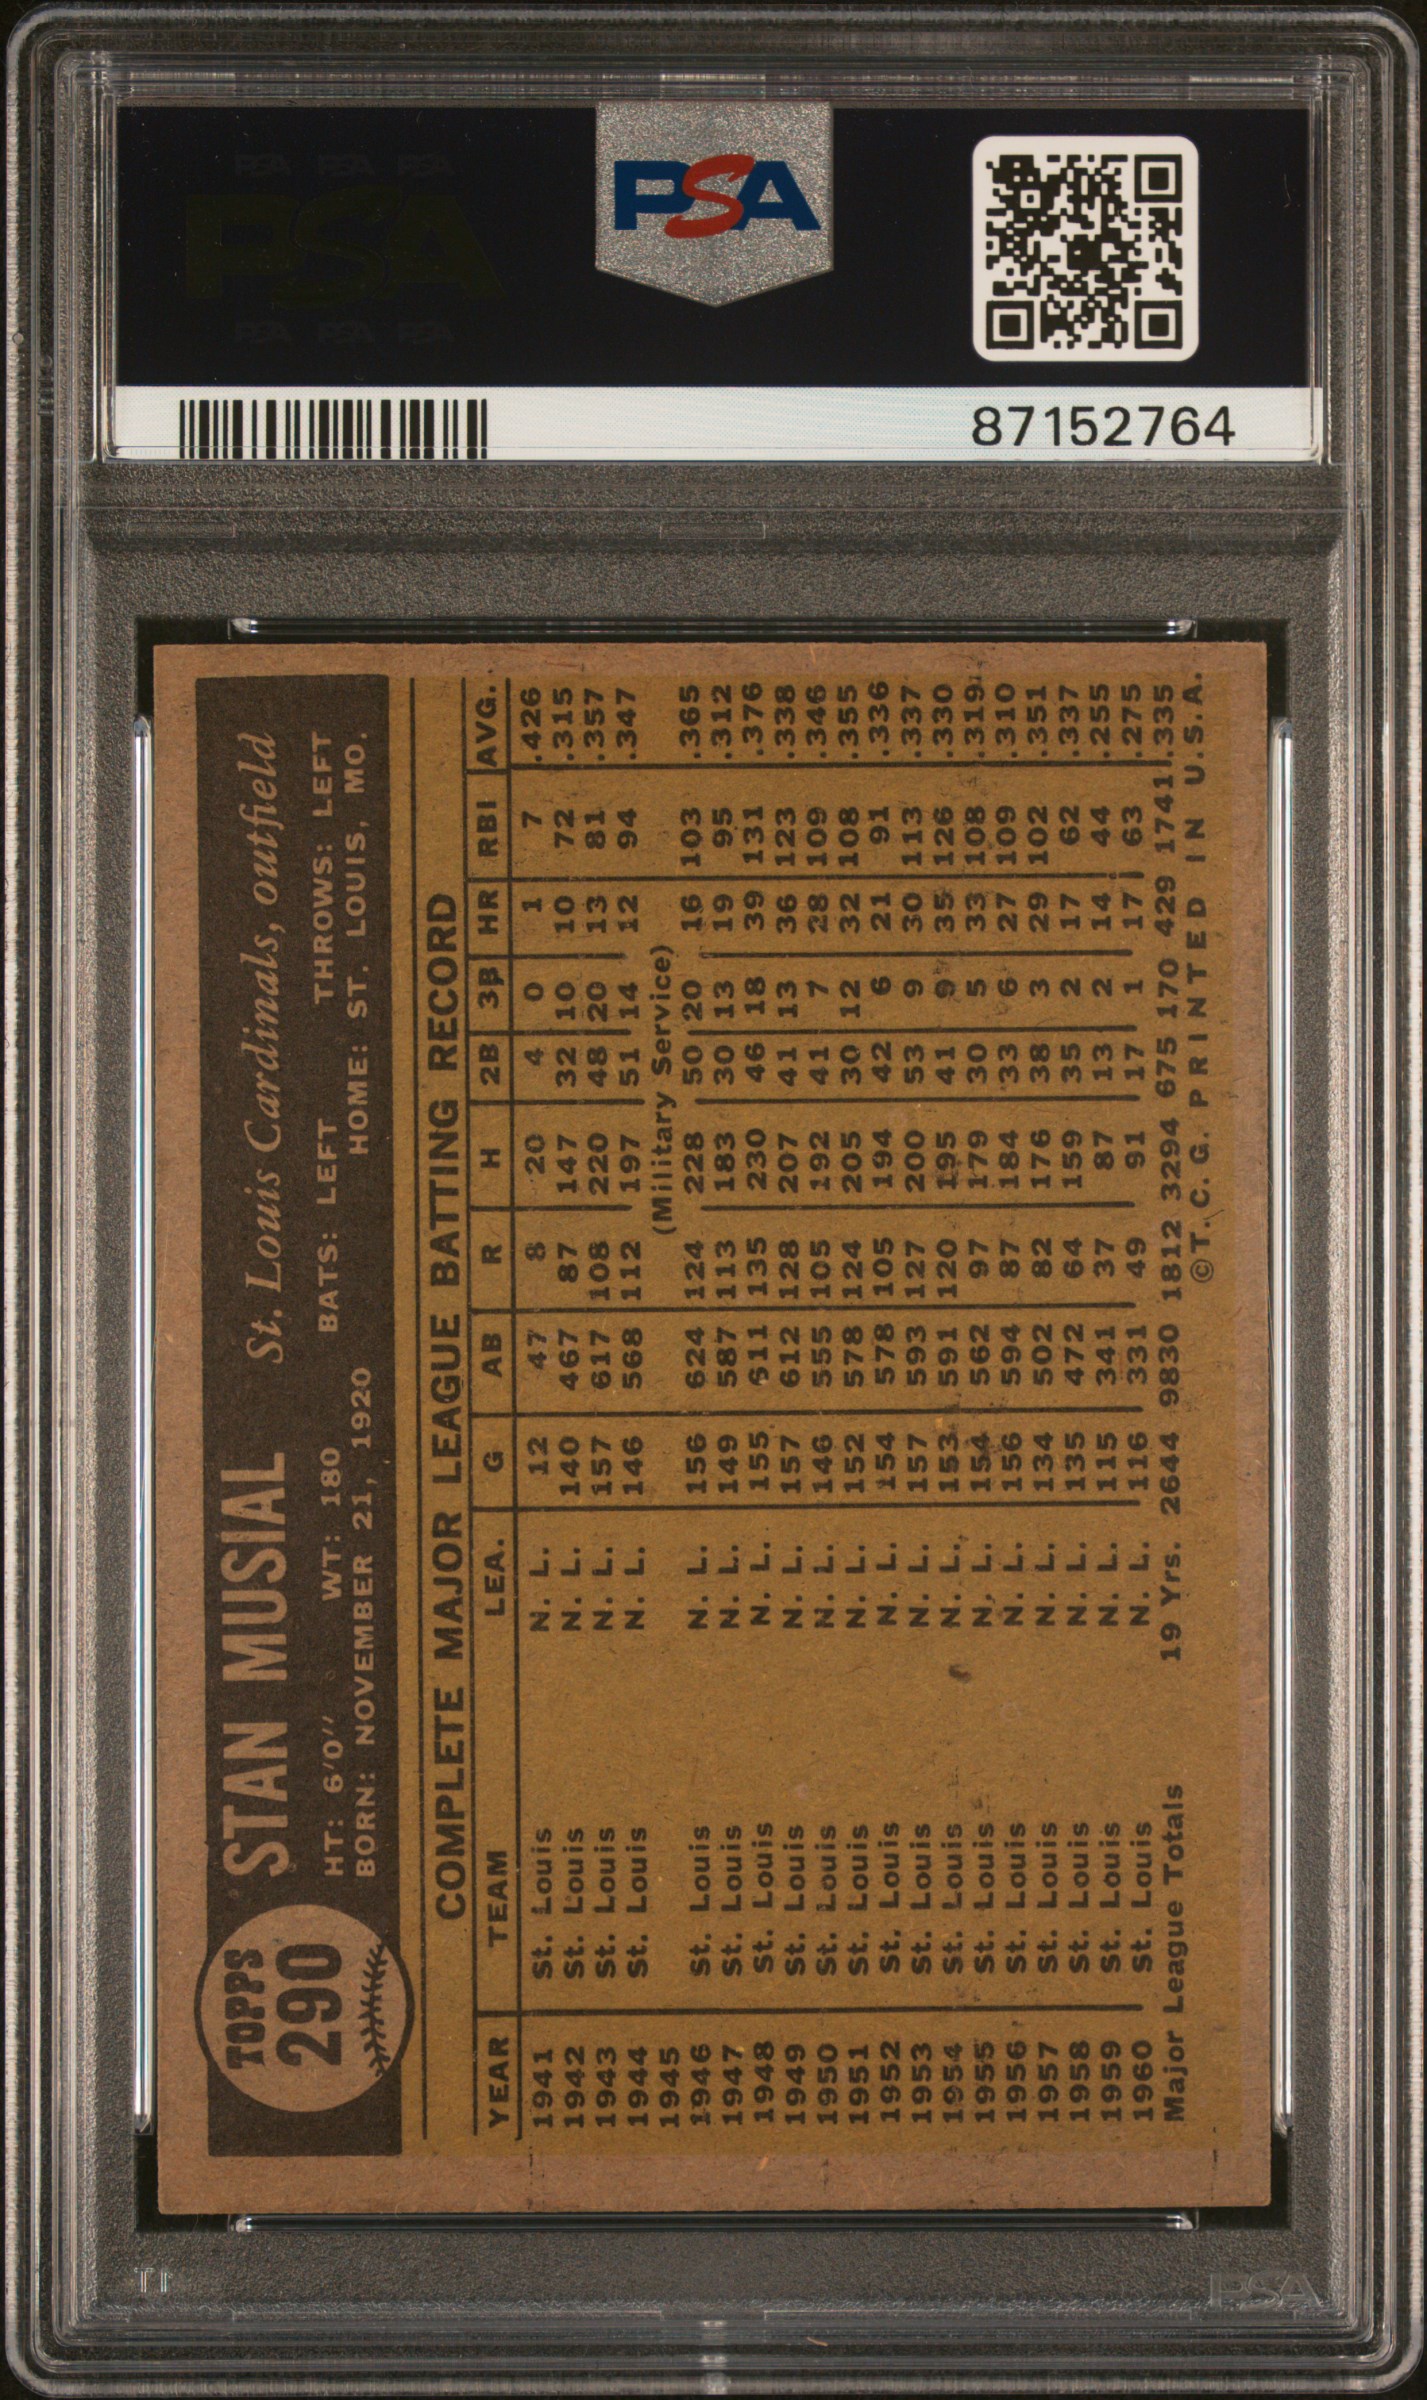 PSA PSA PSA
PSA
PSA PSA PSA
PSA
87152764
TOPPS
290
STAN MUSIAL St. Louis Cardinals, outfield
HT: 6'0" WT: 180 BATS: LEFT THROWS: LEFT
BORN: NOVEMBER 21, 1920 HOME: ST. LOUIS, MO.
COMPLETE MAJOR LEAGUE BATTING RECORD
YEAR TEAM LEA. G AB R H 2B 3B HR RBI AVG.
1941 St. Louis N. L. 12 47 8 20 4 0 1 7 .426
1942 St. Louis N. L. 140 467 87 147 32 10 10 72 .315
1943 St. Louis N. L. 157 617 108 220 48 20 13 81 .357
1944 St. Louis N. L. 146 568 112 197 51 14 12 94 .347
1945 (Military Service)
1946 St. Louis N. L. 156 624 124 228 50 20 16 103 .365
1947 St. Louis N. L. 149 587 113 183 30 13 19 95 .312
1948 St. Louis N. L. 155 611 135 230 46 18 39 131 .376
1949 St. Louis N. L. 157 612 128 207 41 13 36 123 .338
1950 St. Louis N. L. 146 555 105 192 41 7 28 109 .346
1951 St. Louis N. L. 152 578 124 205 30 12 32 108 .355
1952 St. Louis N. L. 154 578 105 194 42 6 21 91 .336
1953 St. Louis N. L. 157 593 127 200 53 9 30 113 .337
1954 St. Louis N. L. 153 591 120 195 41 9 35 126 .330
1955 St. Louis N. L. 154 562 97 179 30 5 33 108 .319
1956 St. Louis N. L. 156 594 87 184 33 6 27 109 .310
1957 St. Louis N. L. 134 502 82 176 38 3 29 102 .351
1958 St. Louis N. L. 135 472 64 159 35 2 17 62 .337
1959 St. Louis N. L. 115 341 37 87 13 2 14 44 .255
1960 St. Louis N. L. 116 331 49 91 17 1 17 63 .275
Major League Totals 19 Yrs. 2644 9830 1812 3294 675 170 429 1741 .335
©T. C. G. PRINTED IN U.S.A.
PSA